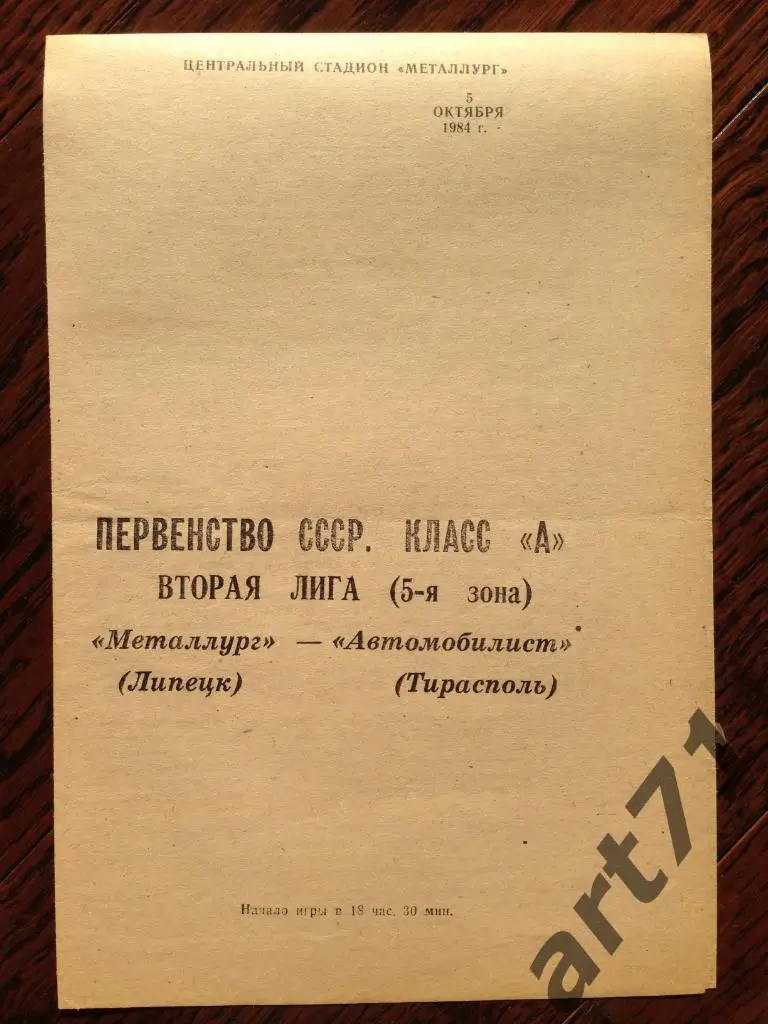 ЦЕНТРАЛЬНЫЙ СТАДИОН «МЕТАЛЛУРГ»
5
ОКТЯБРЯ
1984 г.
ПЕРВЕНСТВО СССР. КЛАСС «А»
ВТОРАЯ ЛИГА (5-я зона)
«Металлург» — «Автомобилист»
(Липецк) (Тирасполь)
Начало игры в 18 час. 30 мин.
art71